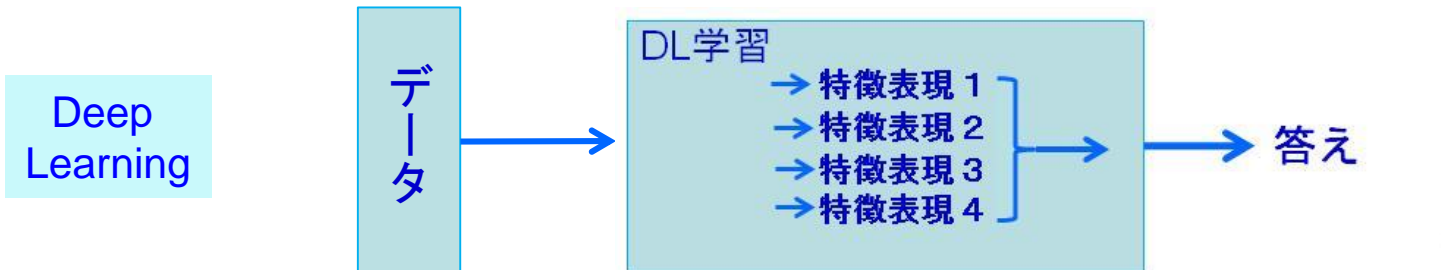 Deep
Learning
データ
DL学習
特徴表現１
特徴表現２
特徴表現３
特徴表現４
答え